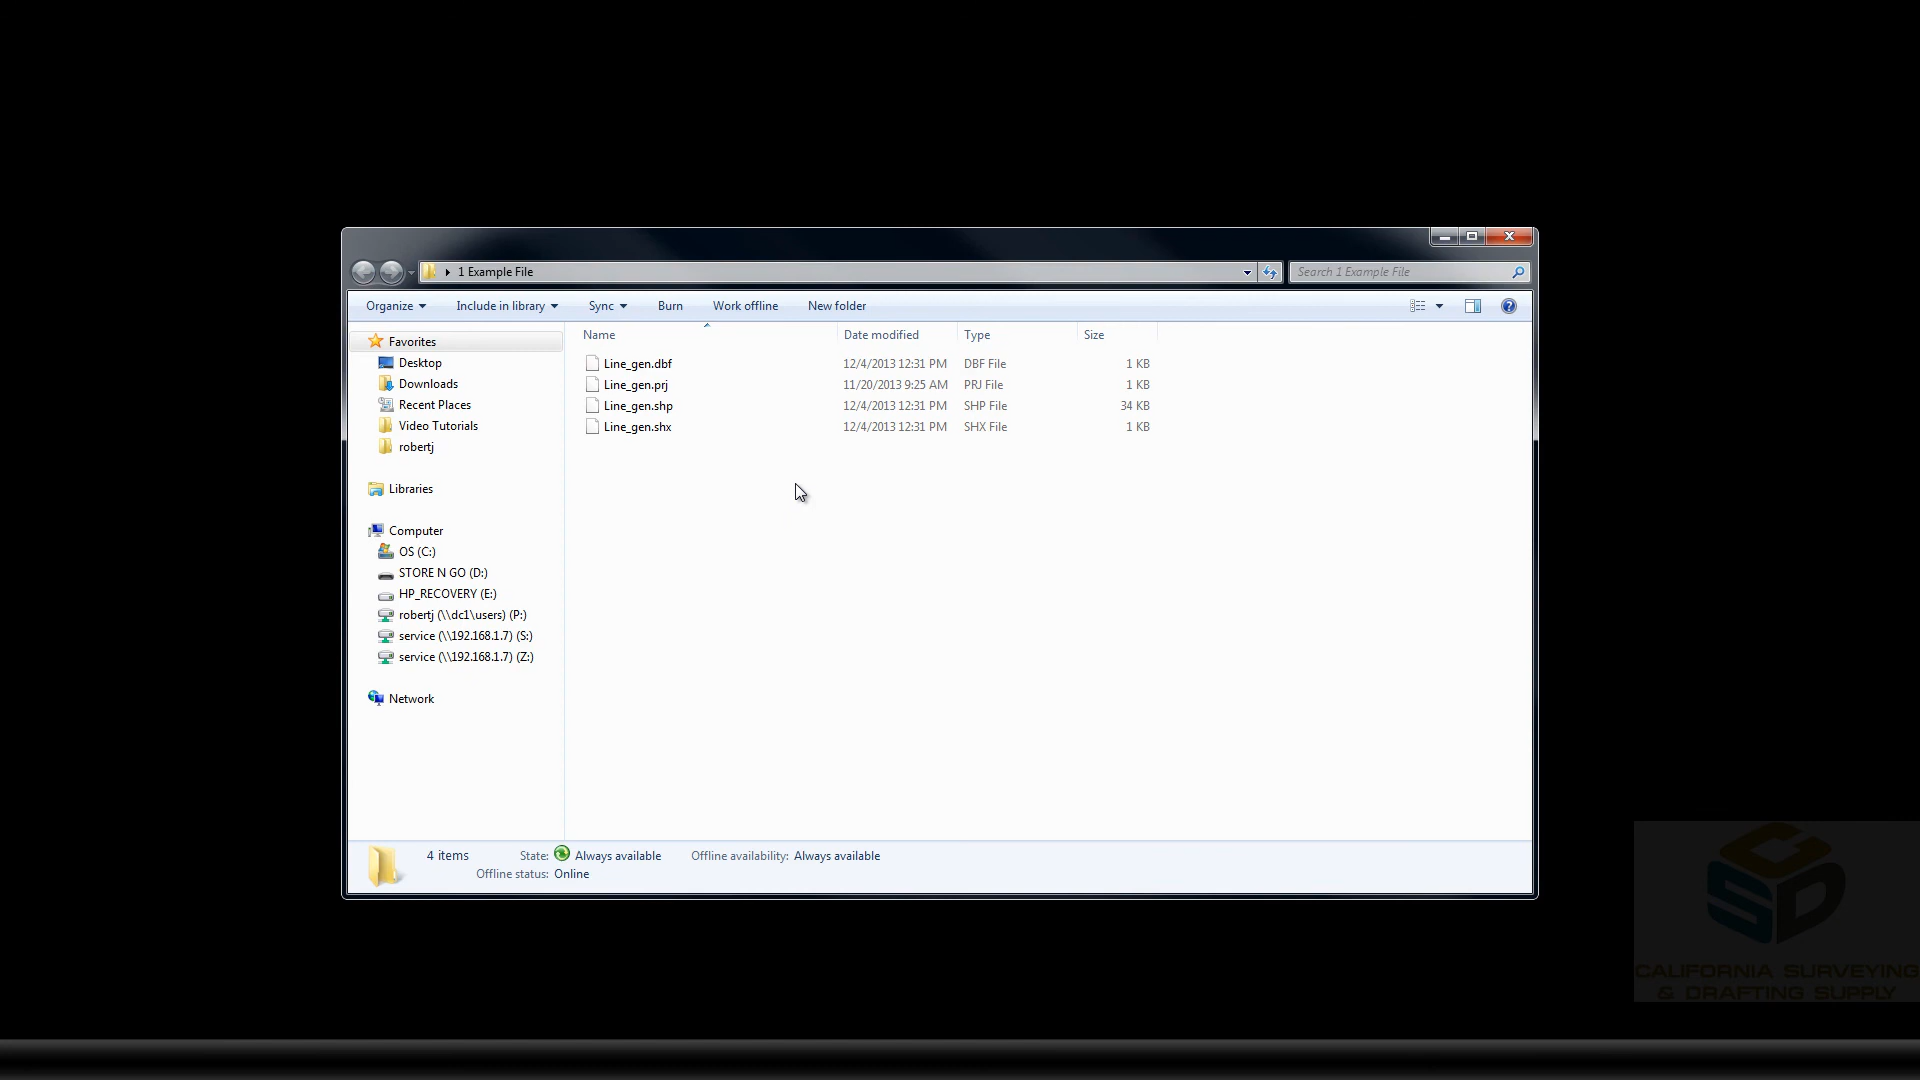 1 Example File
Search 1 Example File
Organize Include in library Sync Burn Work offline New folder
Name Date modified Type Size
Favorites
Desktop
Downloads
Recent Places
Video Tutorials
robertj
Libraries
Computer
OS (C:)
STORE N GO (D:)
HP_RECOVERY (E:)
robertj (\\dc1\users) (P:)
service (\\192.168.1.7) (S:)
service (\\192.168.1.7) (Z:)
Network
Line_gen.dbf 12/4/2013 12:31 PM DBF File 1 KB
Line_gen.prj 11/20/2013 9:25 AM PRJ File 1 KB
Line_gen.shp 12/4/2013 12:31 PM SHP File 34 KB
Line_gen.shx 12/4/2013 12:31 PM SHX File 1 KB
4 items State: Always available Offline availability: Always available
Offline status: Online
CSD
CALIFORNIA SURVEYING
& DRAFTING SUPPLY